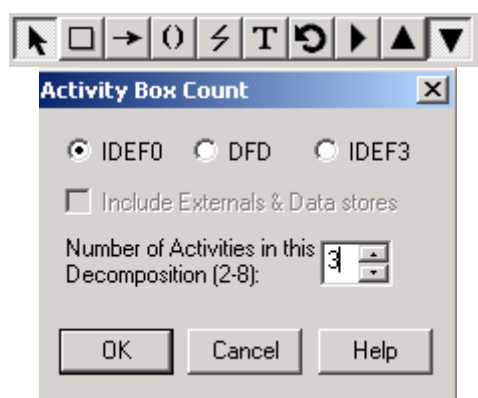 T
Activity Box Count
IDEF0 DFD IDEF3
Include Externals & Data stores
Number of Activities in this
Decomposition (2-8):
3
OK Cancel Help